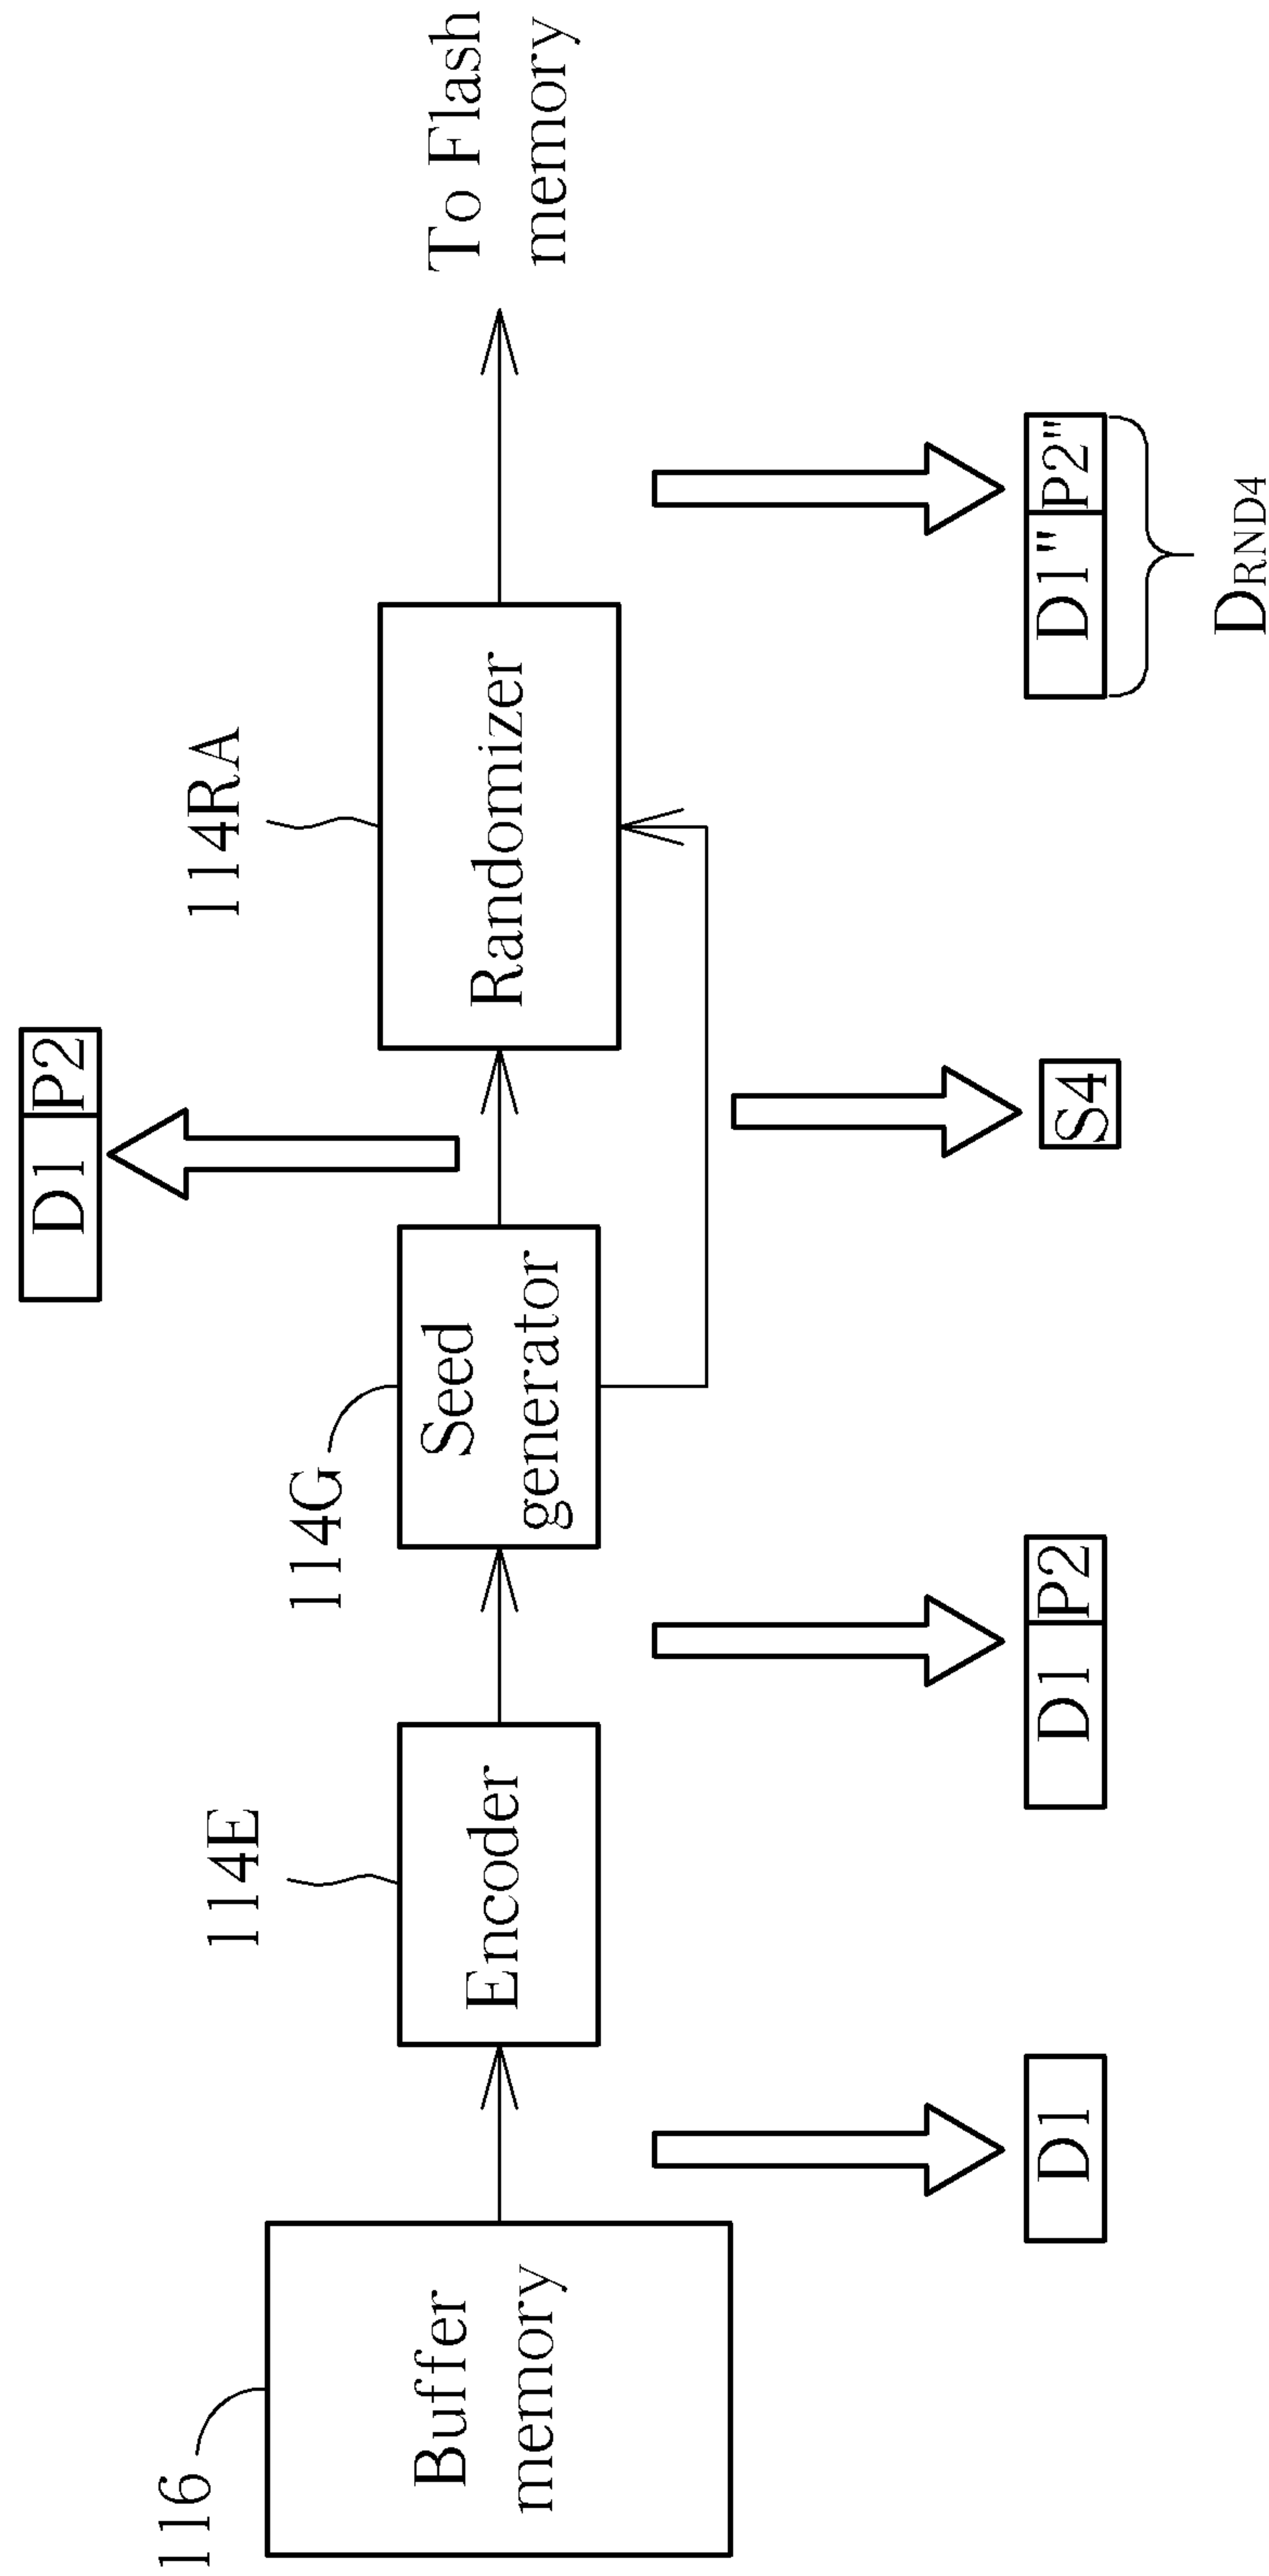 116
Buffer
memory
D1
114E
Encoder
D1 P2
114G
Seed
generator
D1 P2
S4
114RA
Randomizer
D1" P2"
DRND4
To Flash
memory